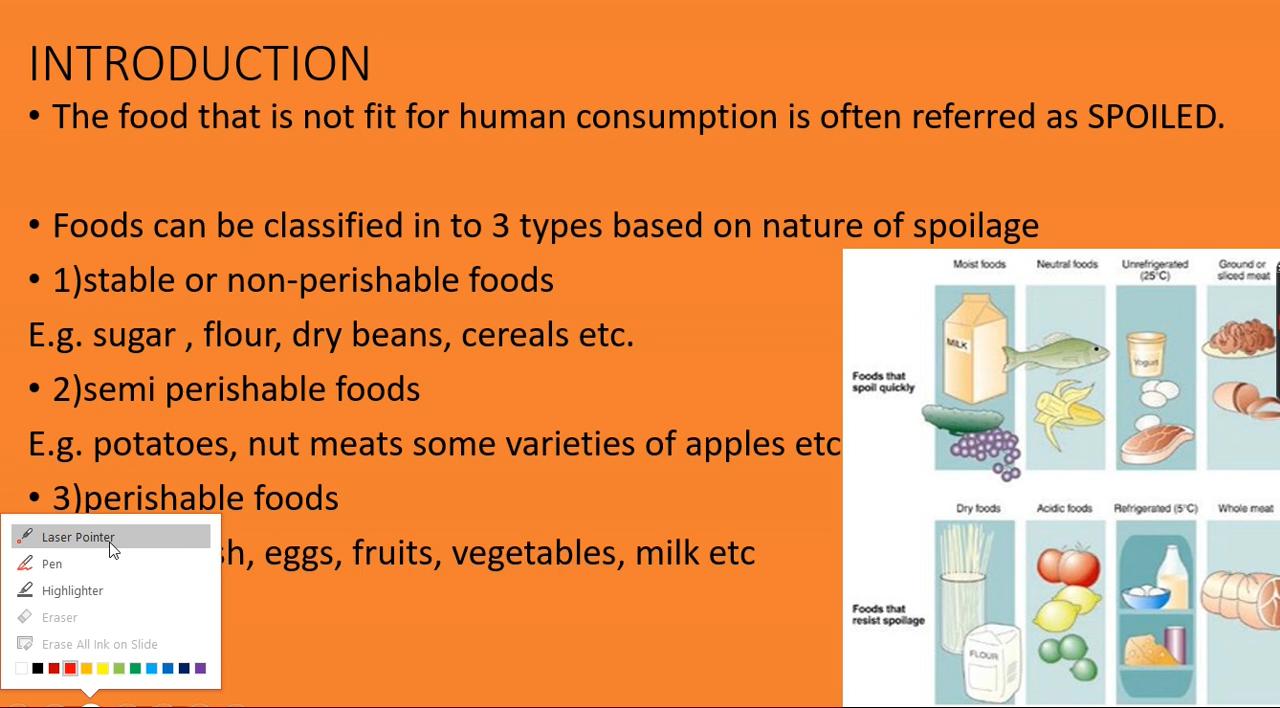 INTRODUCTION
• The food that is not fit for human consumption is often referred as SPOILED.
• Foods can be classified in to 3 types based on nature of spoilage
• 1)stable or non-perishable foods
E.g. sugar , flour, dry beans, cereals etc.
• 2)semi perishable foods
E.g. potatoes, nut meats some varieties of apples etc
• 3)perishable foods
eggs, fruits, vegetables, milk etc
Laser Pointer
Pen
Highlighter
Eraser
Erase All Ink on Slide
Moist foods
Neutral foods
Unrefrigerated
(25°C)
Ground or
sliced meat
MILK
Yogurt
Foods that
spoil quickly
Dry foods
Acidic foods
Refrigerated (5°C)
Whole meat
FLOUR
Foods that
resist spoilage